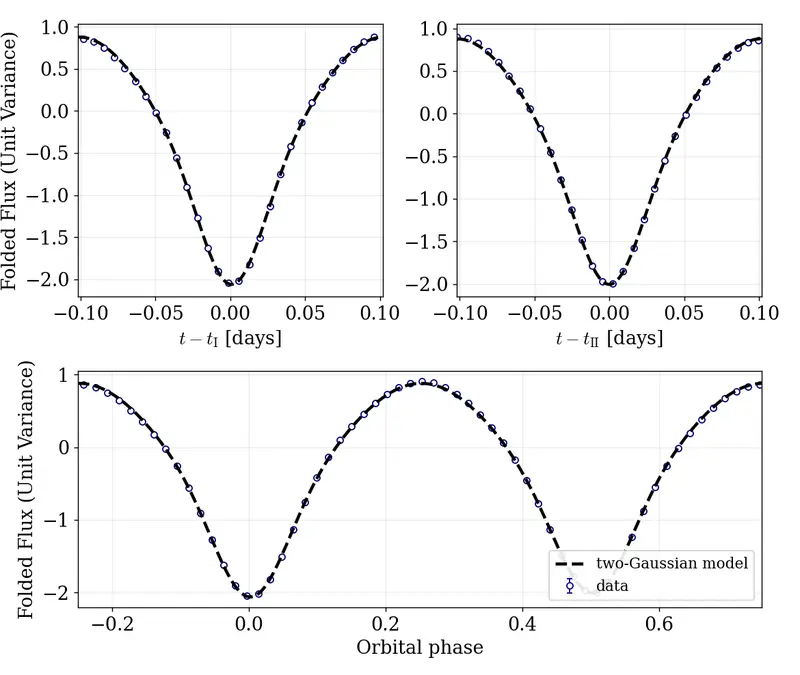 Folded Flux (Unit Variance)
1.0
0.5
0.0
−0.5
−1.0
−1.5
−2.0
−0.10 −0.05 0.00 0.05 0.10
t − t_I [days]
1.0
0.5
0.0
−0.5
−1.0
−1.5
−2.0
−0.10 −0.05 0.00 0.05 0.10
t − t_II [days]
Folded Flux (Unit Variance)
1
0
−1
−2
two-Gaussian model
data
−0.2 0.0 0.2 0.4 0.6
Orbital phase